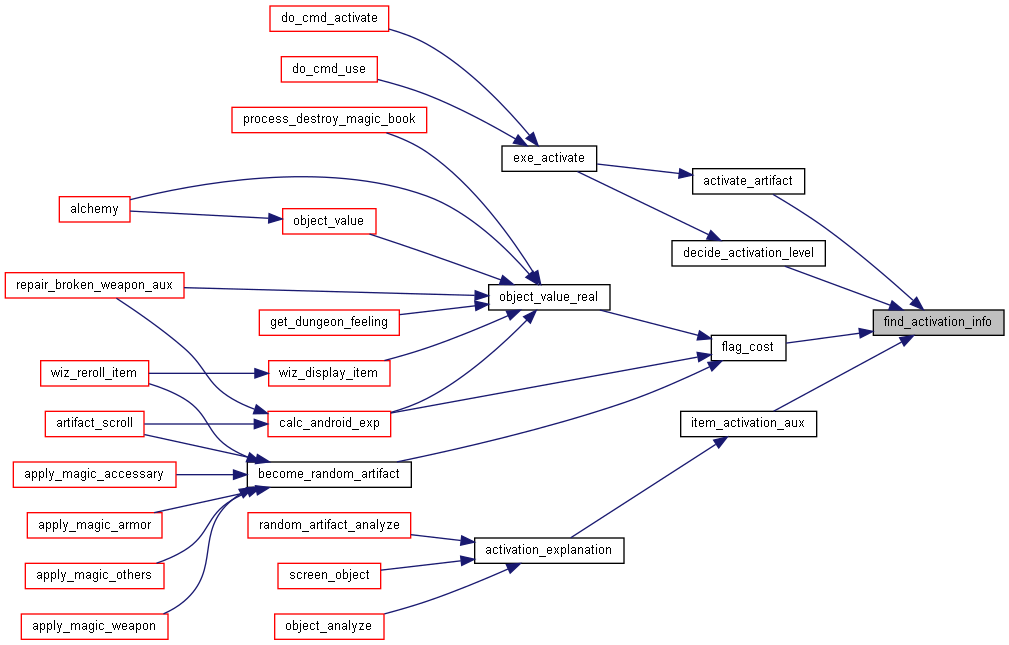 do_cmd_activate
do_cmd_use
process_destroy_magic_book
exe_activate
activate_artifact
alchemy
object_value
decide_activation_level
repair_broken_weapon_aux
object_value_real
get_dungeon_feeling
find_activation_info
flag_cost
wiz_reroll_item
wiz_display_item
artifact_scroll
calc_android_exp
item_activation_aux
apply_magic_accessary
become_random_artifact
apply_magic_armor
random_artifact_analyze
activation_explanation
apply_magic_others
screen_object
apply_magic_weapon
object_analyze